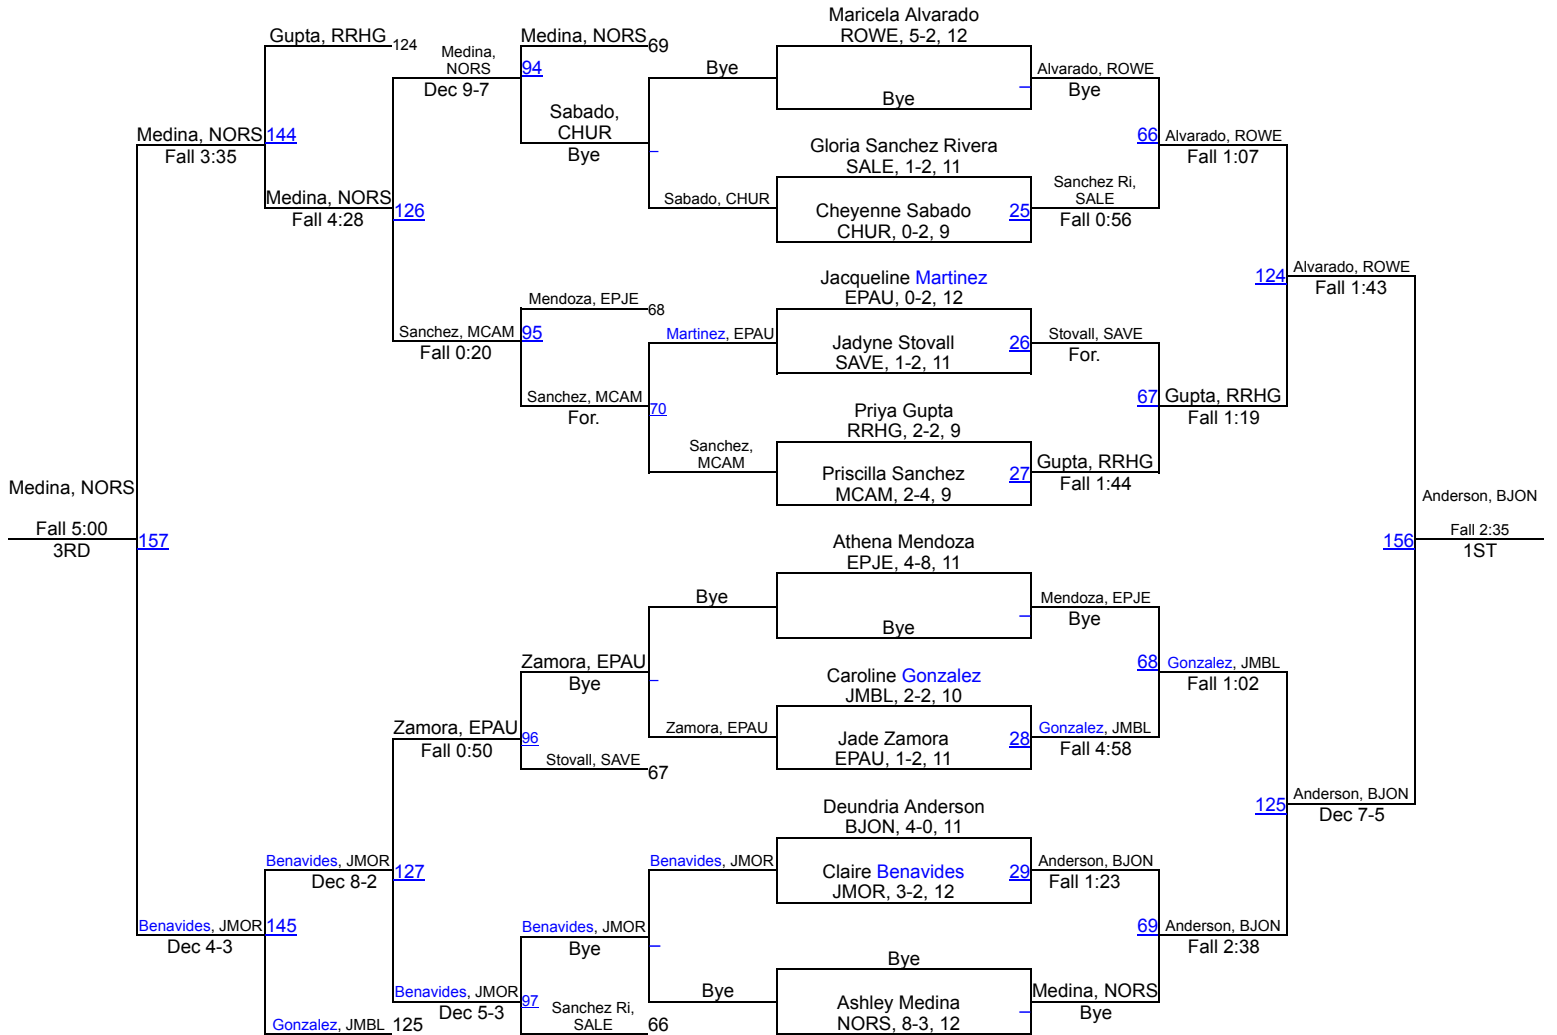 Maricela Alvarado
ROWE, 5-2, 12
Gupta, RRHG 124
Medina,
NORS
Dec 9-7
Medina, NORS 69
94
Bye
Bye
Alvarado, ROWE
Bye
Sabado,
CHUR
Bye
Medina, NORS 144
Fall 3:35
Gloria Sanchez Rivera
SALE, 1-2, 11
66 Alvarado, ROWE
Fall 1:07
Medina, NORS 126
Fall 4:28
Sabado, CHUR
Cheyenne Sabado
CHUR, 0-2, 9
25
Sanchez Ri,
SALE
Fall 0:56
Jacqueline Martinez
EPAU, 0-2, 12
124 Alvarado, ROWE
Fall 1:43
Mendoza, EPJE 68
Sanchez, MCAM 95
Fall 0:20
Martinez, EPAU
Jadyne Stovall
SAVE, 1-2, 11
26
Stovall, SAVE
For.
Sanchez, MCAM 70
For.
Priya Gupta
RRHG, 2-2, 9
67 Gupta, RRHG
Fall 1:19
Sanchez,
MCAM
Priscilla Sanchez
MCAM, 2-4, 9
27
Gupta, RRHG
Fall 1:44
Medina, NORS
Fall 5:00
3RD
157
Anderson, BJON
156
Fall 2:35
1ST
Athena Mendoza
EPJE, 4-8, 11
Bye
Bye
Mendoza, EPJE
Bye
Zamora, EPAU
Bye
Caroline Gonzalez
JMBL, 2-2, 10
68 Gonzalez, JMBL
Fall 1:02
Zamora, EPAU 96
Fall 0:50
Zamora, EPAU
Jade Zamora
EPAU, 1-2, 11
28
Gonzalez, JMBL
Fall 4:58
Stovall, SAVE 67
Deundria Anderson
BJON, 4-0, 11
125 Anderson, BJON
Dec 7-5
Benavides, JMOR 127
Dec 8-2
Benavides, JMOR
Claire Benavides
JMOR, 3-2, 12
29
Anderson, BJON
Fall 1:23
Benavides, JMOR 145
Dec 4-3
Benavides, JMOR
Bye
69 Anderson, BJON
Fall 2:38
Bye
Benavides, JMOR 97
Dec 5-3
Bye
Ashley Medina
NORS, 8-3, 12
Medina, NORS
Bye
Sanchez Ri,
SALE 66
Gonzalez, JMBL 125